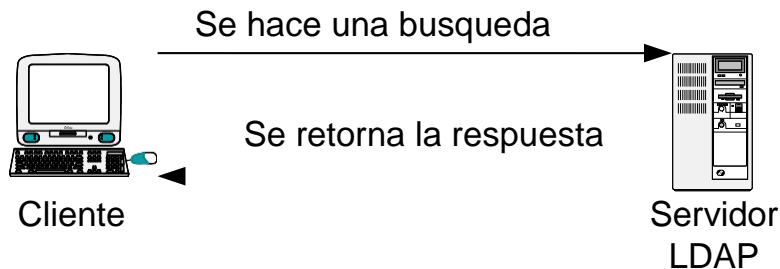 Se hace una busqueda
Se retorna la respuesta
Cliente
Servidor
LDAP